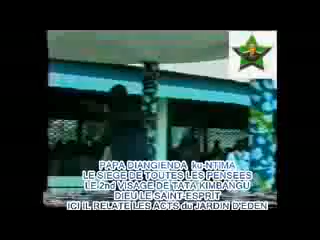 PAPA DIANGIENDA ku-NTIMA
LE SIEGE DE TOUTES LES PENSEES
LE 2nd VISAGE DE TATA KIMBANGU
DIEU LE SAINT-ESPRIT
ICI IL RELATE LES ACTS du JARDIN D'EDEN